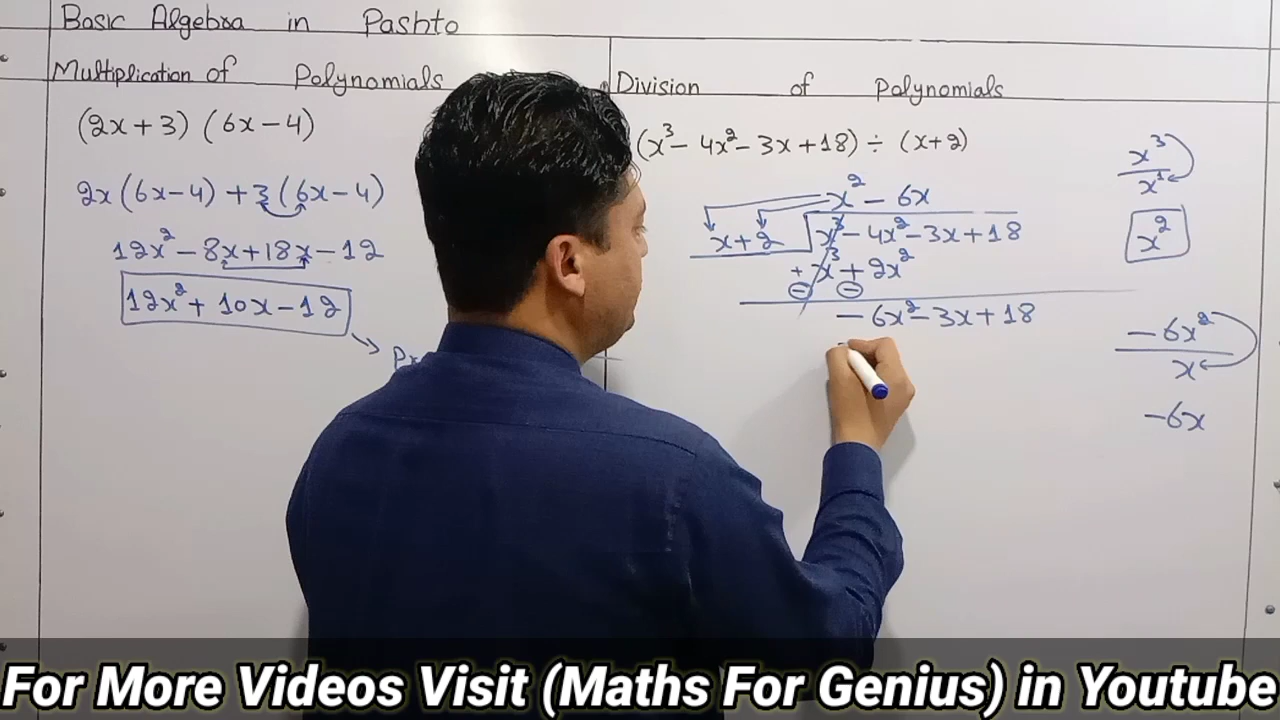 Basic Algebra in Pashto
Multiplication of Polynomials
(2x+3) (6x-4)
2x(6x-4) + 3(6x-4)
12x² - 8x + 18x - 12
12x² + 10x - 12
Division of Polynomials
(x³ - 4x² - 3x + 18) ÷ (x+2)
x² - 6x
x+2 x³ - 4x² - 3x + 18
+ x³ + 2x²
⊖ ⊖
- 6x² - 3x + 18
x³
x¹
x²
- 6x²
x
-6x
For More Videos Visit (Maths For Genius) in Youtube